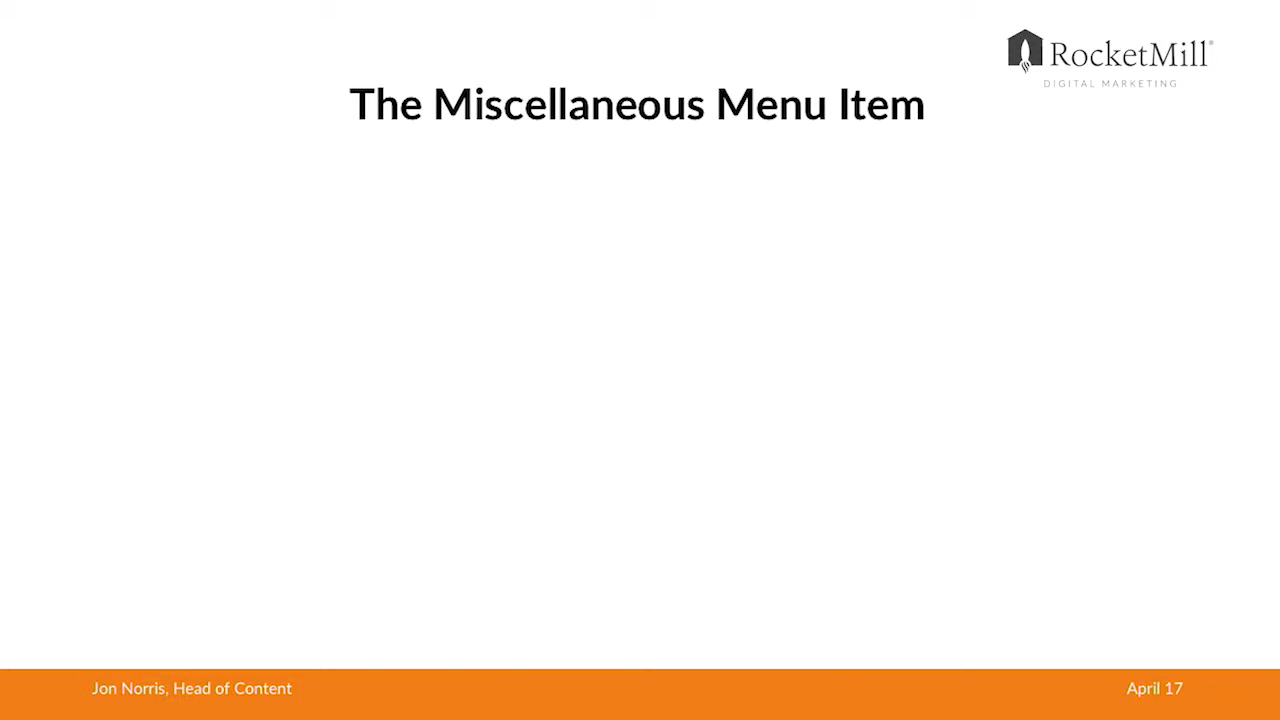 RocketMill®
DIGITAL MARKETING
The Miscellaneous Menu Item
Jon Norris, Head of Content
April 17